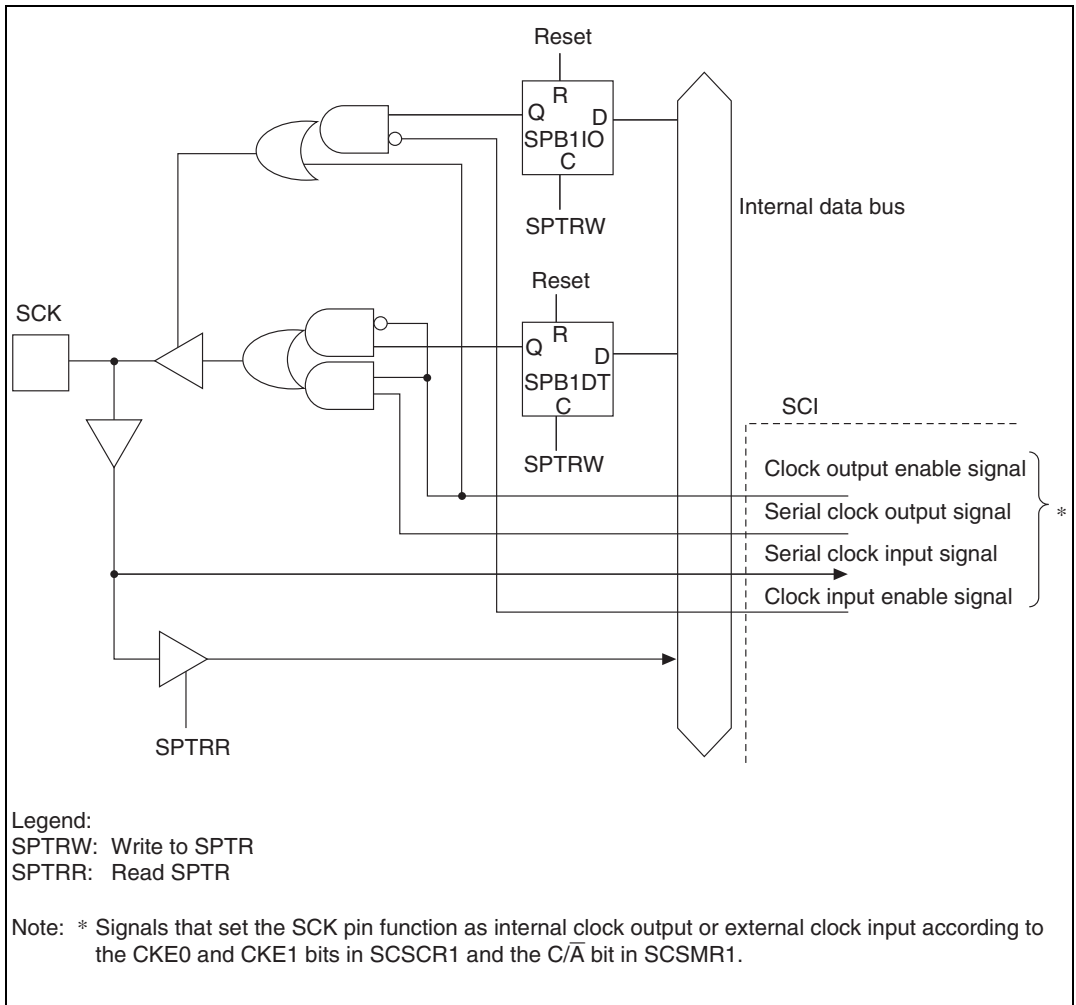 Reset
R
Q
D
SPB1IO
C
SPTRW
Internal data bus
Reset
SCK
R
Q
D
SPB1DT
C
SPTRW
SCI
Clock output enable signal
Serial clock output signal
*
Serial clock input signal
Clock input enable signal
SPTRR
Legend:
SPTRW: Write to SPTR
SPTRR: Read SPTR
Note: * Signals that set the SCK pin function as internal clock output or external clock input according to
the CKE0 and CKE1 bits in SCSCR1 and the C/A̅ bit in SCSMR1.